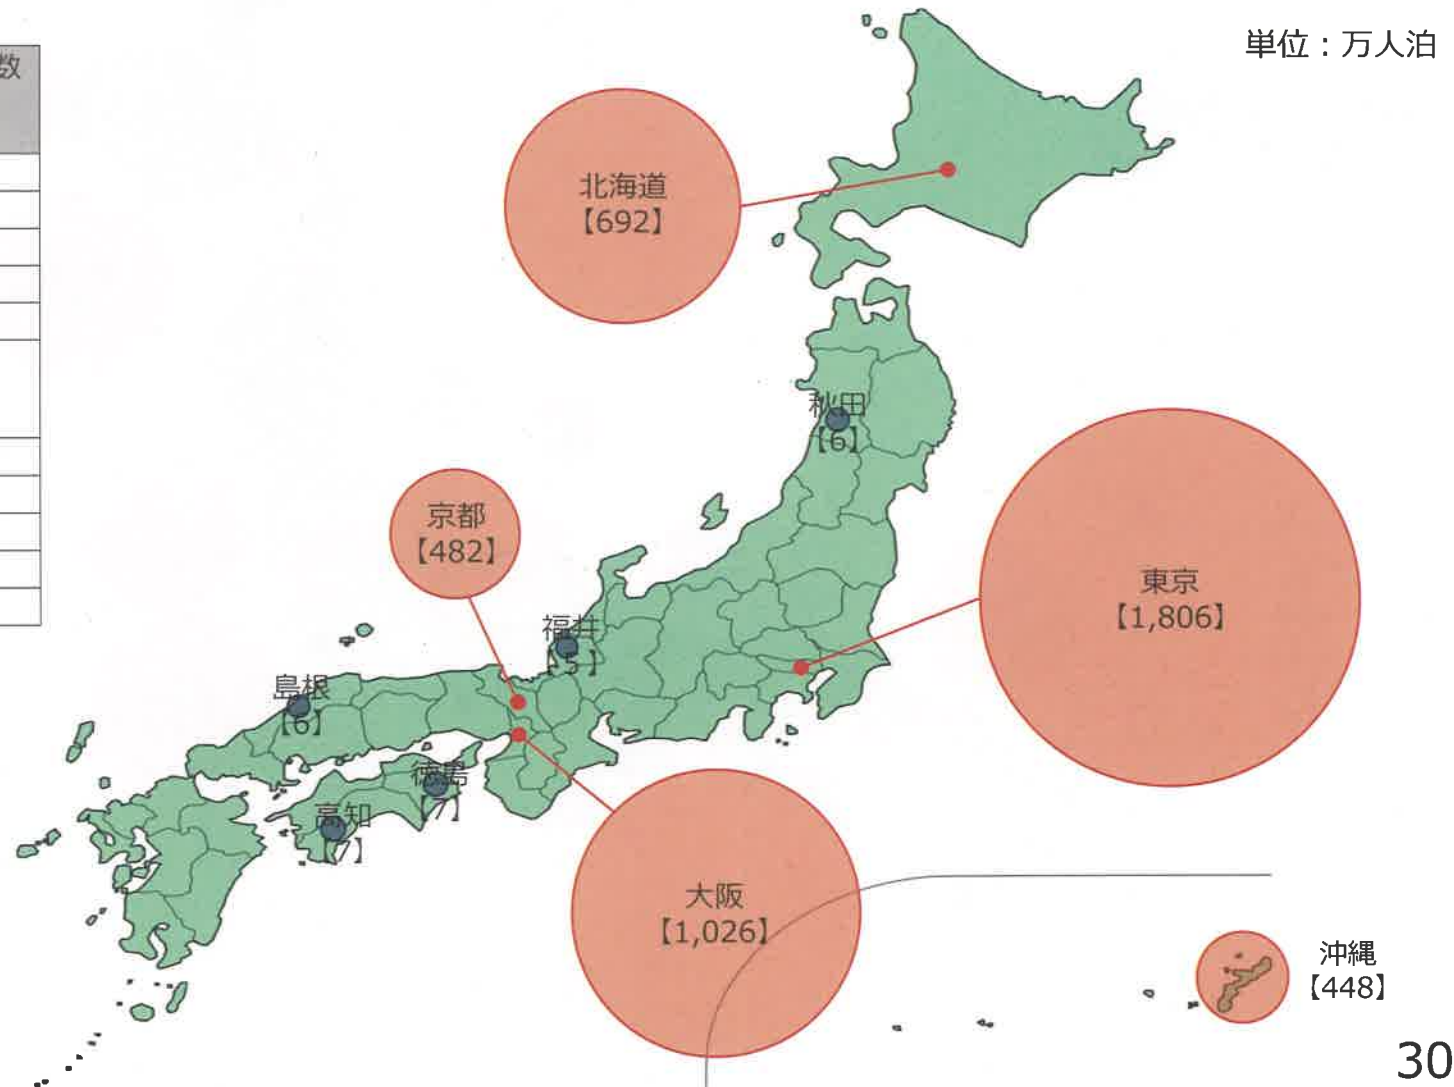 数
単位：万人泊
北海道
【692】
秋田
【6】
京都
【482】
東京
【1,806】
福井
【5】
島根
【6】
徳島
【7】
高知
【7】
大阪
【1,026】
沖縄
【448】
30